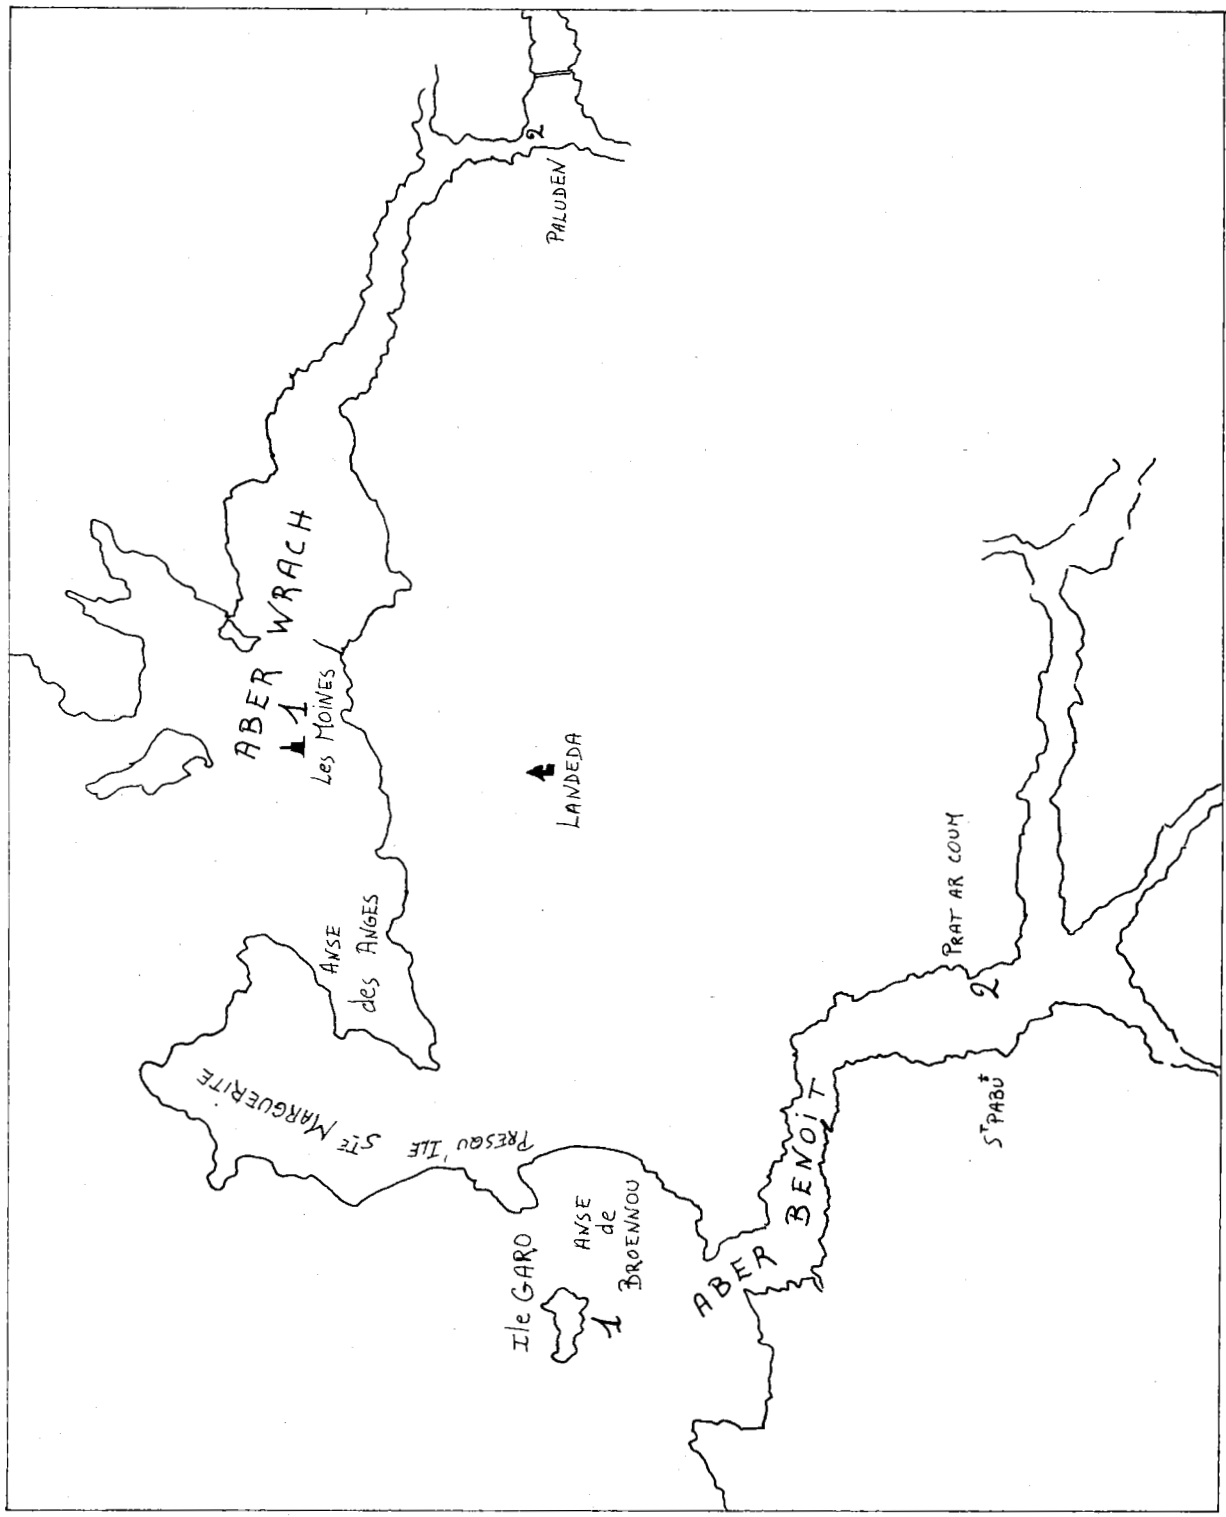 ABER
WRACH
1
Les MOINES
2
PALUDEN
ANSE
des ANGES
PRESQU'ILE STE MARGUERITE
LANDEDA
Ile GARO
1
ANSE
de
BROENNOU
ABER
BENOiT
PRAT AR COUM
2
ST PABU